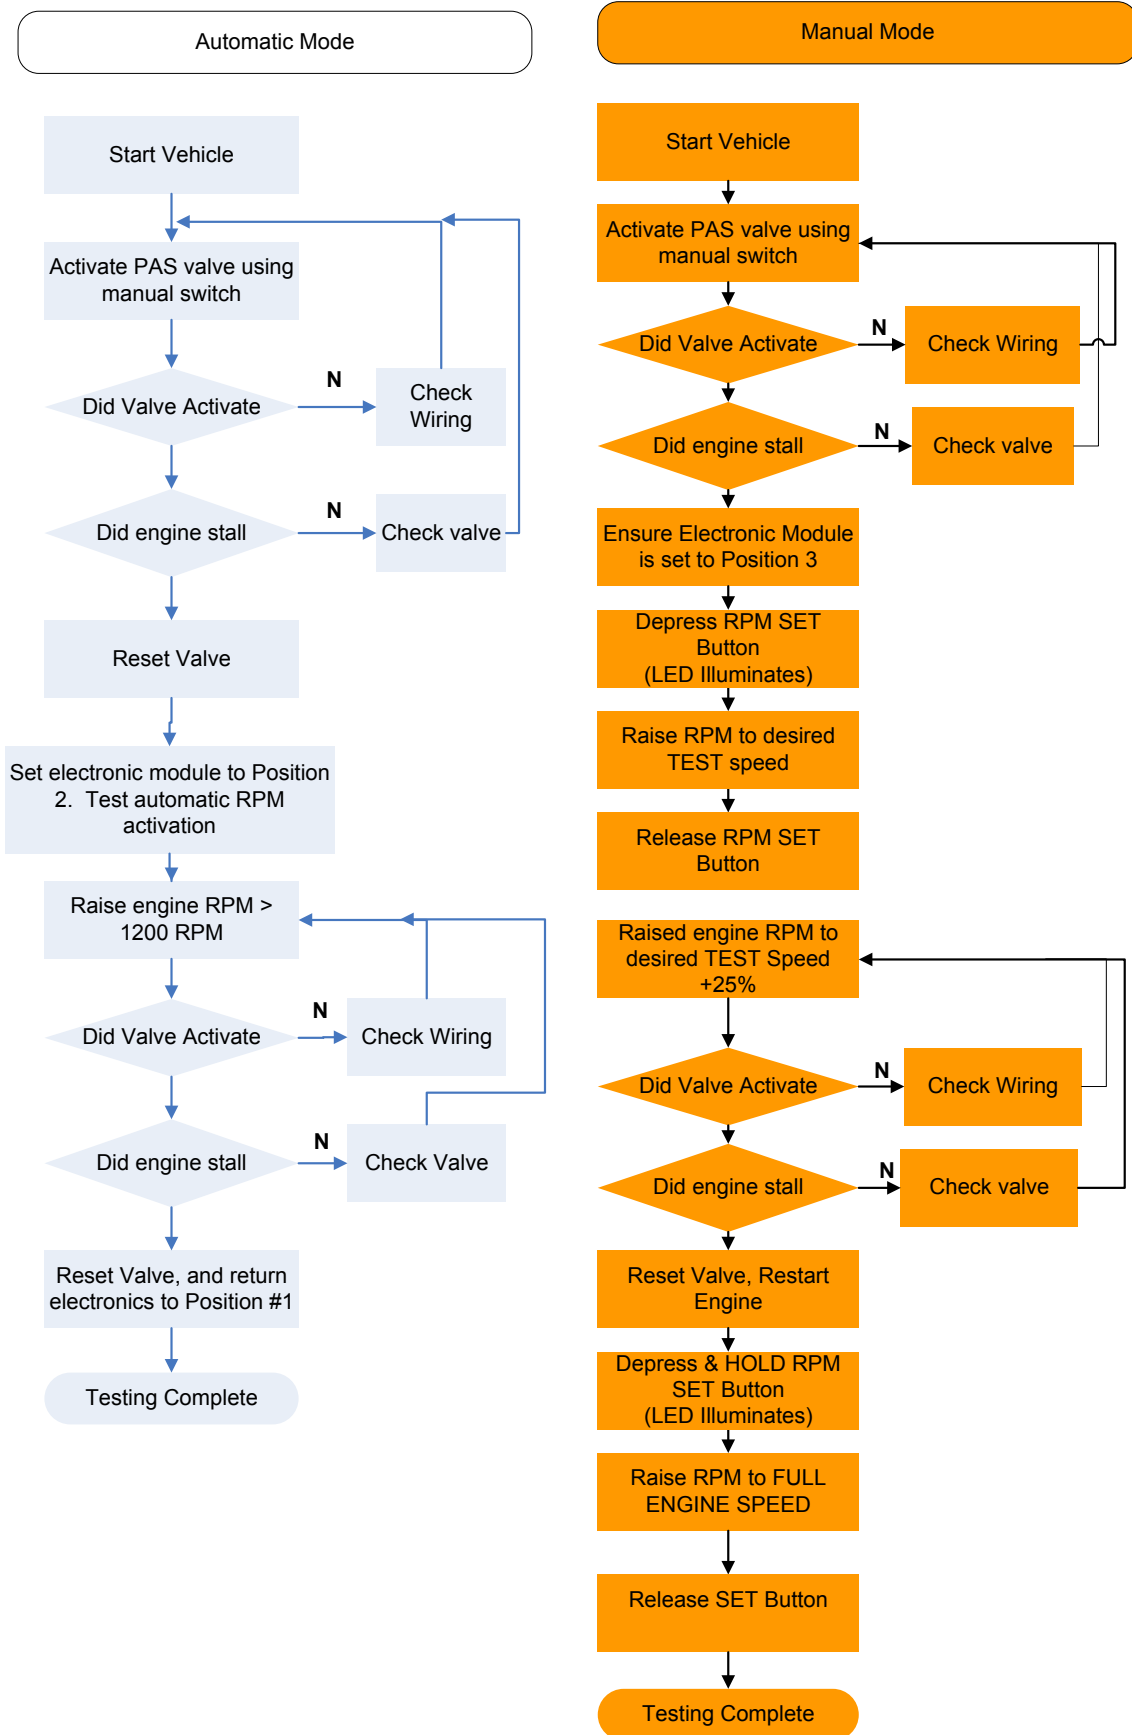 Automatic Mode
Start Vehicle
Activate PAS valve using
manual switch
Did Valve Activate
N
Check
Wiring
Did engine stall
N
Check valve
Reset Valve
Set electronic module to Position
2.  Test automatic RPM
activation
Raise engine RPM >
1200 RPM
Did Valve Activate
N
Check Wiring
Did engine stall
N
Check Valve
Reset Valve, and return
electronics to Position #1
Testing Complete
Manual Mode
Start Vehicle
Activate PAS valve using
manual switch
Did Valve Activate
N
Check Wiring
Did engine stall
N
Check valve
Ensure Electronic Module
is set to Position 3
Depress RPM SET
Button
(LED Illuminates)
Raise RPM to desired
TEST speed
Release RPM SET
Button
Raised engine RPM to
desired TEST Speed
+25%
Did Valve Activate
N
Check Wiring
Did engine stall
N
Check valve
Reset Valve, Restart
Engine
Depress & HOLD RPM
SET Button
(LED Illuminates)
Raise RPM to FULL
ENGINE SPEED
Release SET Button
Testing Complete